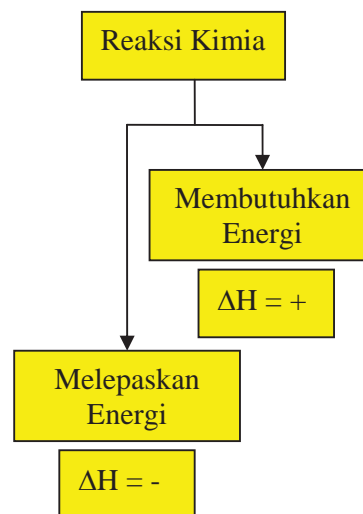 Reaksi Kimia
Membutuhkan
Energi
ΔH = +
Melepaskan
Energi
ΔH = -